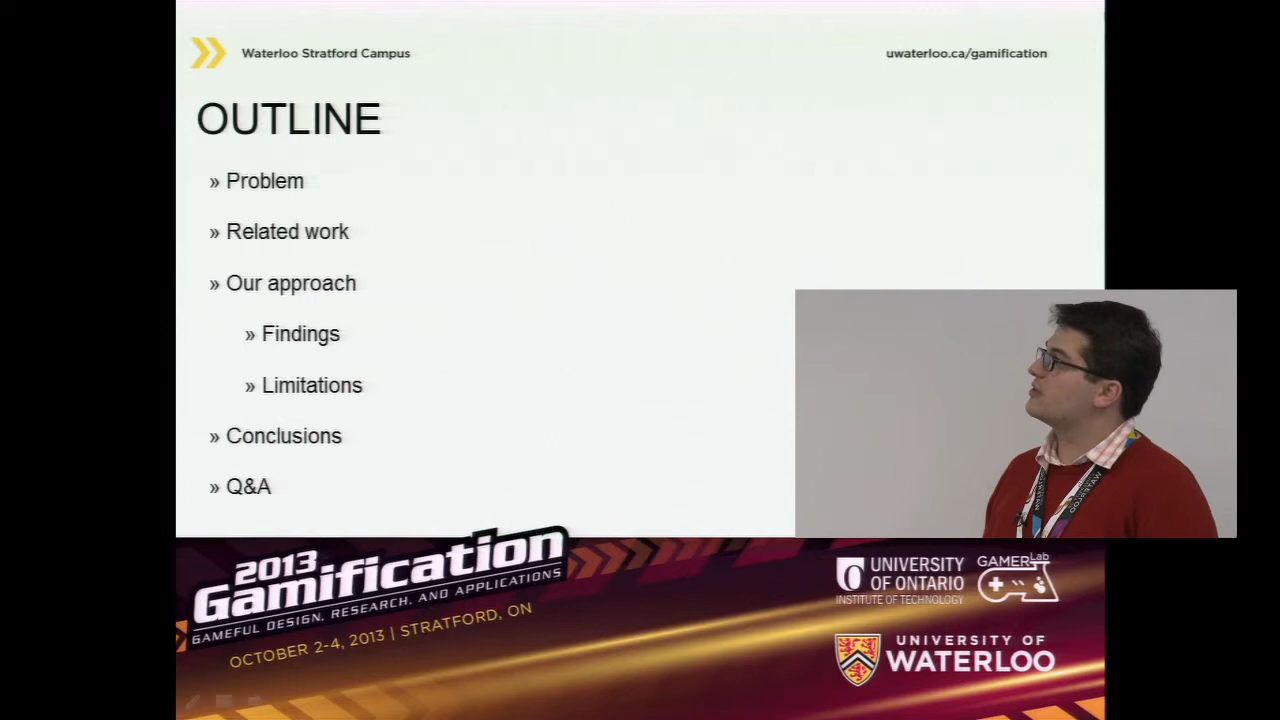 Waterloo Stratford Campus
uwaterloo.ca/gamification
OUTLINE
» Problem
» Related work
» Our approach
» Findings
» Limitations
» Conclusions
» Q&A
2013
Gamification
GAMEFUL DESIGN, RESEARCH, AND APPLICATIONS
OCTOBER 2-4, 2013 | STRATFORD, ON
UNIVERSITY
OF ONTARIO
INSTITUTE OF TECHNOLOGY
GAMER Lab
UNIVERSITY OF
WATERLOO
WATERLOO